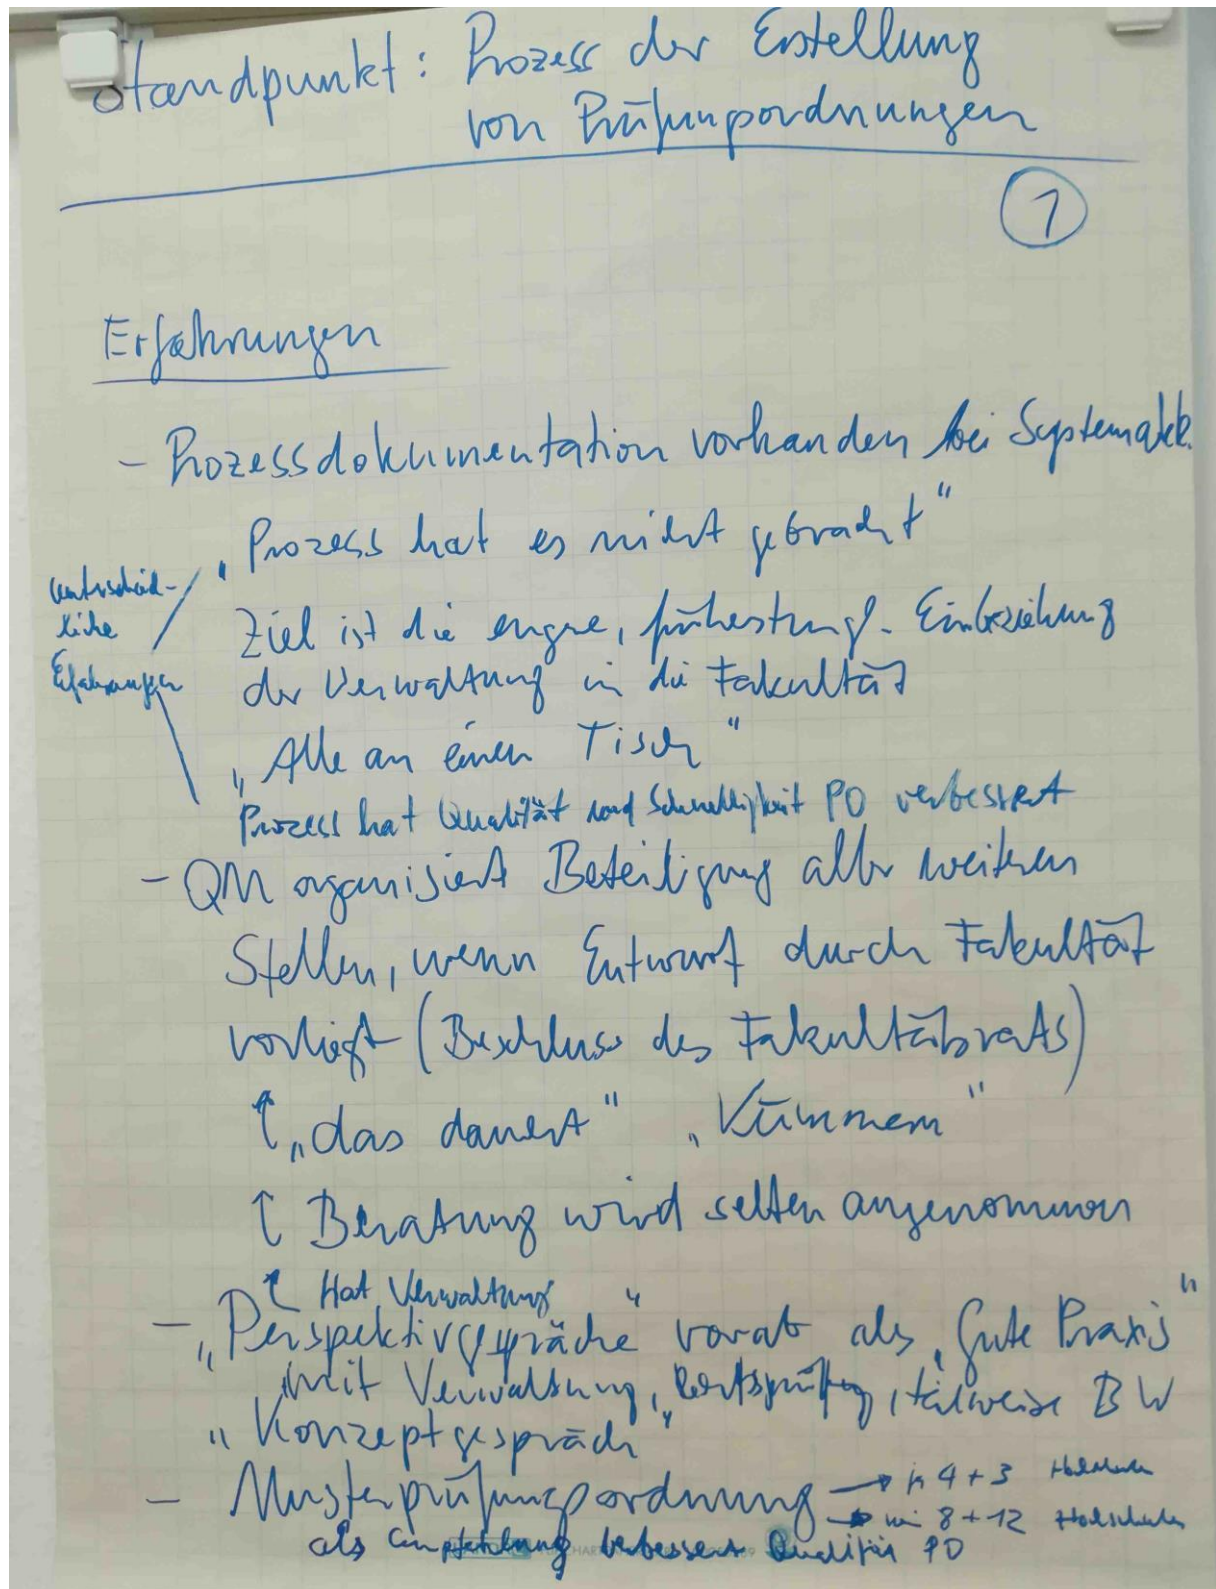 Standpunkt: Prozess der Erstellung
von Prüfungsordnungen
1
Erfahrungen
- Prozessdokumentation vorhanden bei Systemakk.
„Prozess hat es nicht gebracht"
Unterschied-
liche
Erfahrungen
Ziel ist die enge, frühestmögl. Einbeziehung
der Verwaltung in die Fakultät
„Alle an einen Tisch"
Prozess hat Qualität und Schnelligkeit PO verbessert
- QM organisiert Beteiligung aller weiteren
Stellen, wenn Entwurf durch Fakultät
vorliegt (Beschluss des Fakultätsrats)
↑ „das dauert" „Kümmern"
↑ Beratung wird selten angenommen
↑ Hat Verwaltung
- „Perspektivgespräche" vorab als „Gute Praxis"
mit Verwaltung, Rechtsprüfung, teilweise BW
„Konzeptgespräch"
- Musterprüfungsordnung → in 4 + 3 Hochschulen
→ 8 + 12 Hochschulen
als Empfehlung verbessert Qualität PO